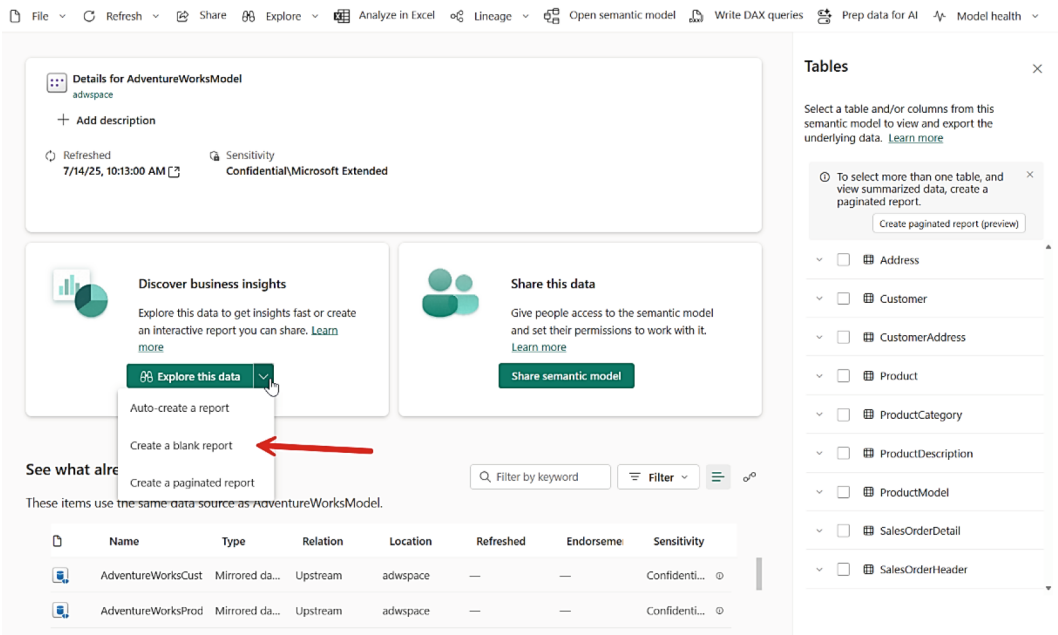 File Refresh Share Explore Analyze in Excel Lineage Open semantic model Write DAX queries Prep data for AI Model health
Details for AdventureWorksModel
adwspace
Add description
Refreshed
7/14/25, 10:13:00 AM
Sensitivity
Confidential\Microsoft Extended
Discover business insights
Explore this data to get insights fast or create
an interactive report you can share. Learn
more
Explore this data
Auto-create a report
Create a blank report
Create a paginated report
Share this data
Give people access to the semantic model
and set their permissions to work with it.
Learn more
Share semantic model
See what alre
Filter by keyword
Filter
These items use the same data source as AdventureWorksModel.
Name Type Relation Location Refreshed Endorseme Sensitivity
AdventureWorksCust Mirrored da... Upstream adwspace — — Confidenti...
AdventureWorksProd Mirrored da... Upstream adwspace — — Confidenti...
Tables
Select a table and/or columns from this
semantic model to view and export the
underlying data. Learn more
To select more than one table, and
view summarized data, create a
paginated report.
Create paginated report (preview)
Address
Customer
CustomerAddress
Product
ProductCategory
ProductDescription
ProductModel
SalesOrderDetail
SalesOrderHeader